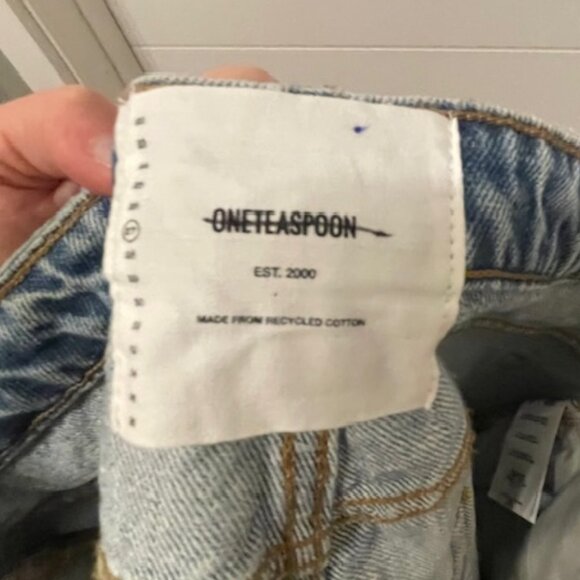 ONETEASPOON
EST. 2000
MADE FROM RECYCLED COTTON